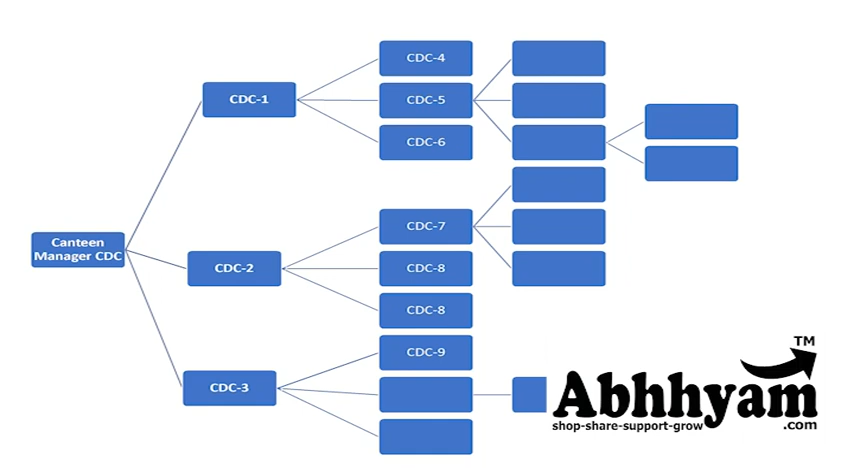 Canteen
Manager CDC
CDC-1
CDC-2
CDC-3
CDC-4
CDC-5
CDC-6
CDC-7
CDC-8
CDC-8
CDC-9
TM
Abhhyam
shop-share-support-grow .com